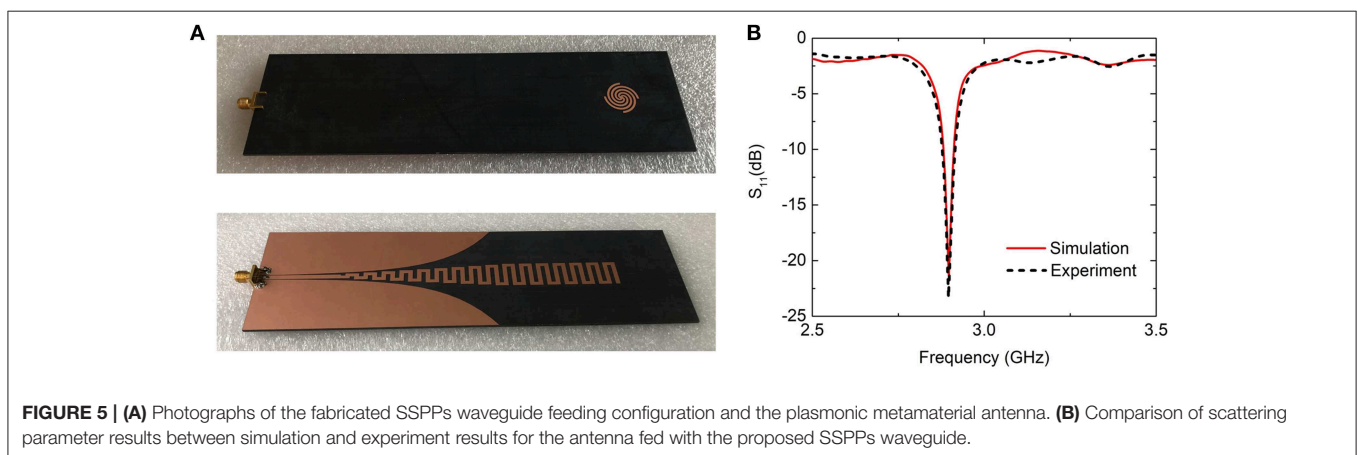 A
B
0
-5
-10
-15
-20
-25
S11(dB)
Simulation
Experiment
2.5
3.0
3.5
Frequency (GHz)
FIGURE 5 | (A) Photographs of the fabricated SSPPs waveguide feeding configuration and the plasmonic metamaterial antenna. (B) Comparison of scattering
parameter results between simulation and experiment results for the antenna fed with the proposed SSPPs waveguide.